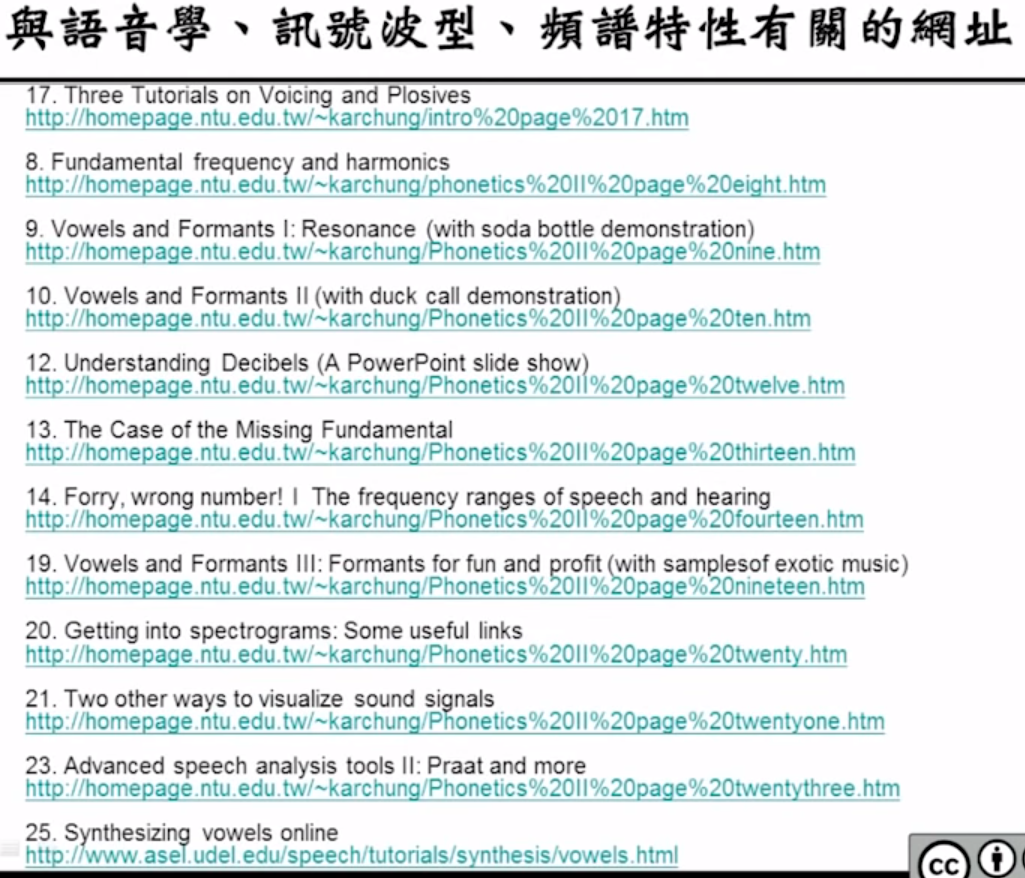 與語音學、訊號波型、頻譜特性有關的網址
17. Three Tutorials on Voicing and Plosives
http://homepage.ntu.edu.tw/~karchung/intro%20page%2017.htm
8. Fundamental frequency and harmonics
http://homepage.ntu.edu.tw/~karchung/phonetics%20II%20page%20eight.htm
9. Vowels and Formants I: Resonance (with soda bottle demonstration)
http://homepage.ntu.edu.tw/~karchung/Phonetics%20II%20page%20nine.htm
10. Vowels and Formants II (with duck call demonstration)
http://homepage.ntu.edu.tw/~karchung/Phonetics%20II%20page%20ten.htm
12. Understanding Decibels (A PowerPoint slide show)
http://homepage.ntu.edu.tw/~karchung/Phonetics%20II%20page%20twelve.htm
13. The Case of the Missing Fundamental
http://homepage.ntu.edu.tw/~karchung/Phonetics%20II%20page%20thirteen.htm
14. Forry, wrong number! I The frequency ranges of speech and hearing
http://homepage.ntu.edu.tw/~karchung/Phonetics%20II%20page%20fourteen.htm
19. Vowels and Formants III: Formants for fun and profit (with samplesof exotic music)
http://homepage.ntu.edu.tw/~karchung/Phonetics%20II%20page%20nineteen.htm
20. Getting into spectrograms: Some useful links
http://homepage.ntu.edu.tw/~karchung/Phonetics%20II%20page%20twenty.htm
21. Two other ways to visualize sound signals
http://homepage.ntu.edu.tw/~karchung/Phonetics%20II%20page%20twentyone.htm
23. Advanced speech analysis tools II: Praat and more
http://homepage.ntu.edu.tw/~karchung/Phonetics%20II%20page%20twentythree.htm
25. Synthesizing vowels online
http://www.asel.udel.edu/speech/tutorials/synthesis/vowels.html
cc